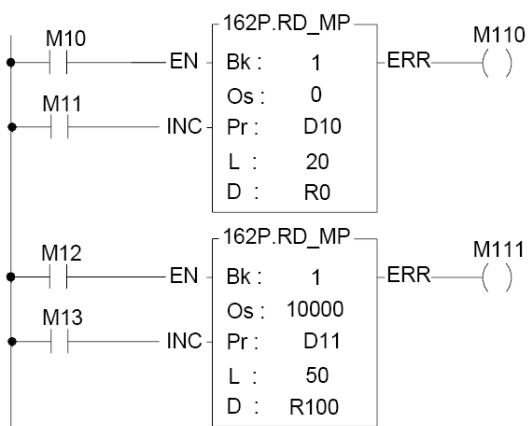 162P.RD_MP
M10
EN
Bk : 1
ERR
M110
Os : 0
M11
INC
Pr : D10
L : 20
D : R0
162P.RD_MP
M12
EN
Bk : 1
ERR
M111
Os : 10000
M13
INC
Pr : D11
L : 50
D : R100